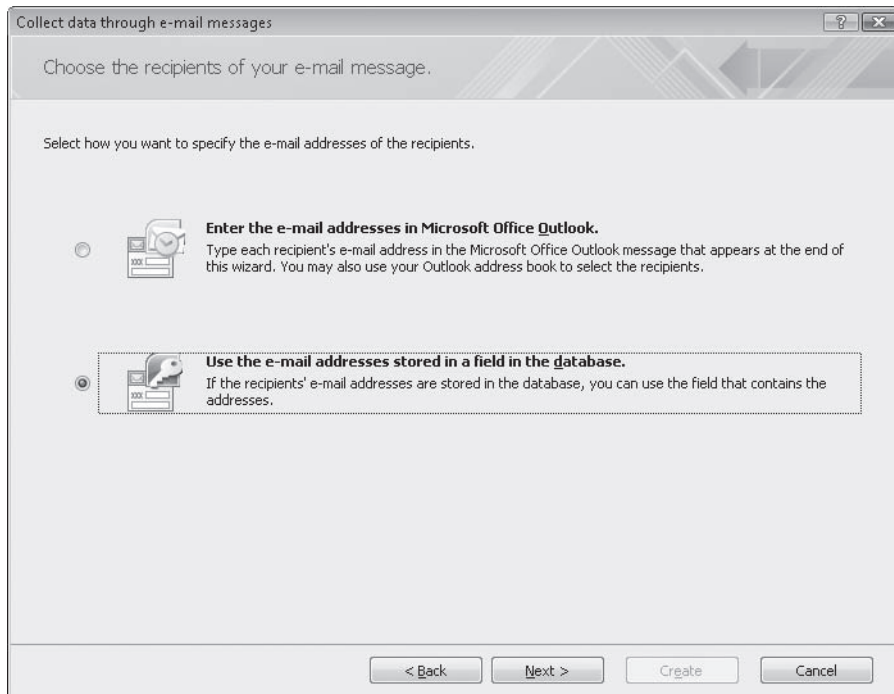 Collect data through e-mail messages
Choose the recipients of your e-mail message.
Select how you want to specify the e-mail addresses of the recipients.
Enter the e-mail addresses in Microsoft Office Outlook.
Type each recipient's e-mail address in the Microsoft Office Outlook message that appears at the end of
this wizard. You may also use your Outlook address book to select the recipients.
Use the e-mail addresses stored in a field in the database.
If the recipients' e-mail addresses are stored in the database, you can use the field that contains the
addresses.
< Back Next > Create Cancel